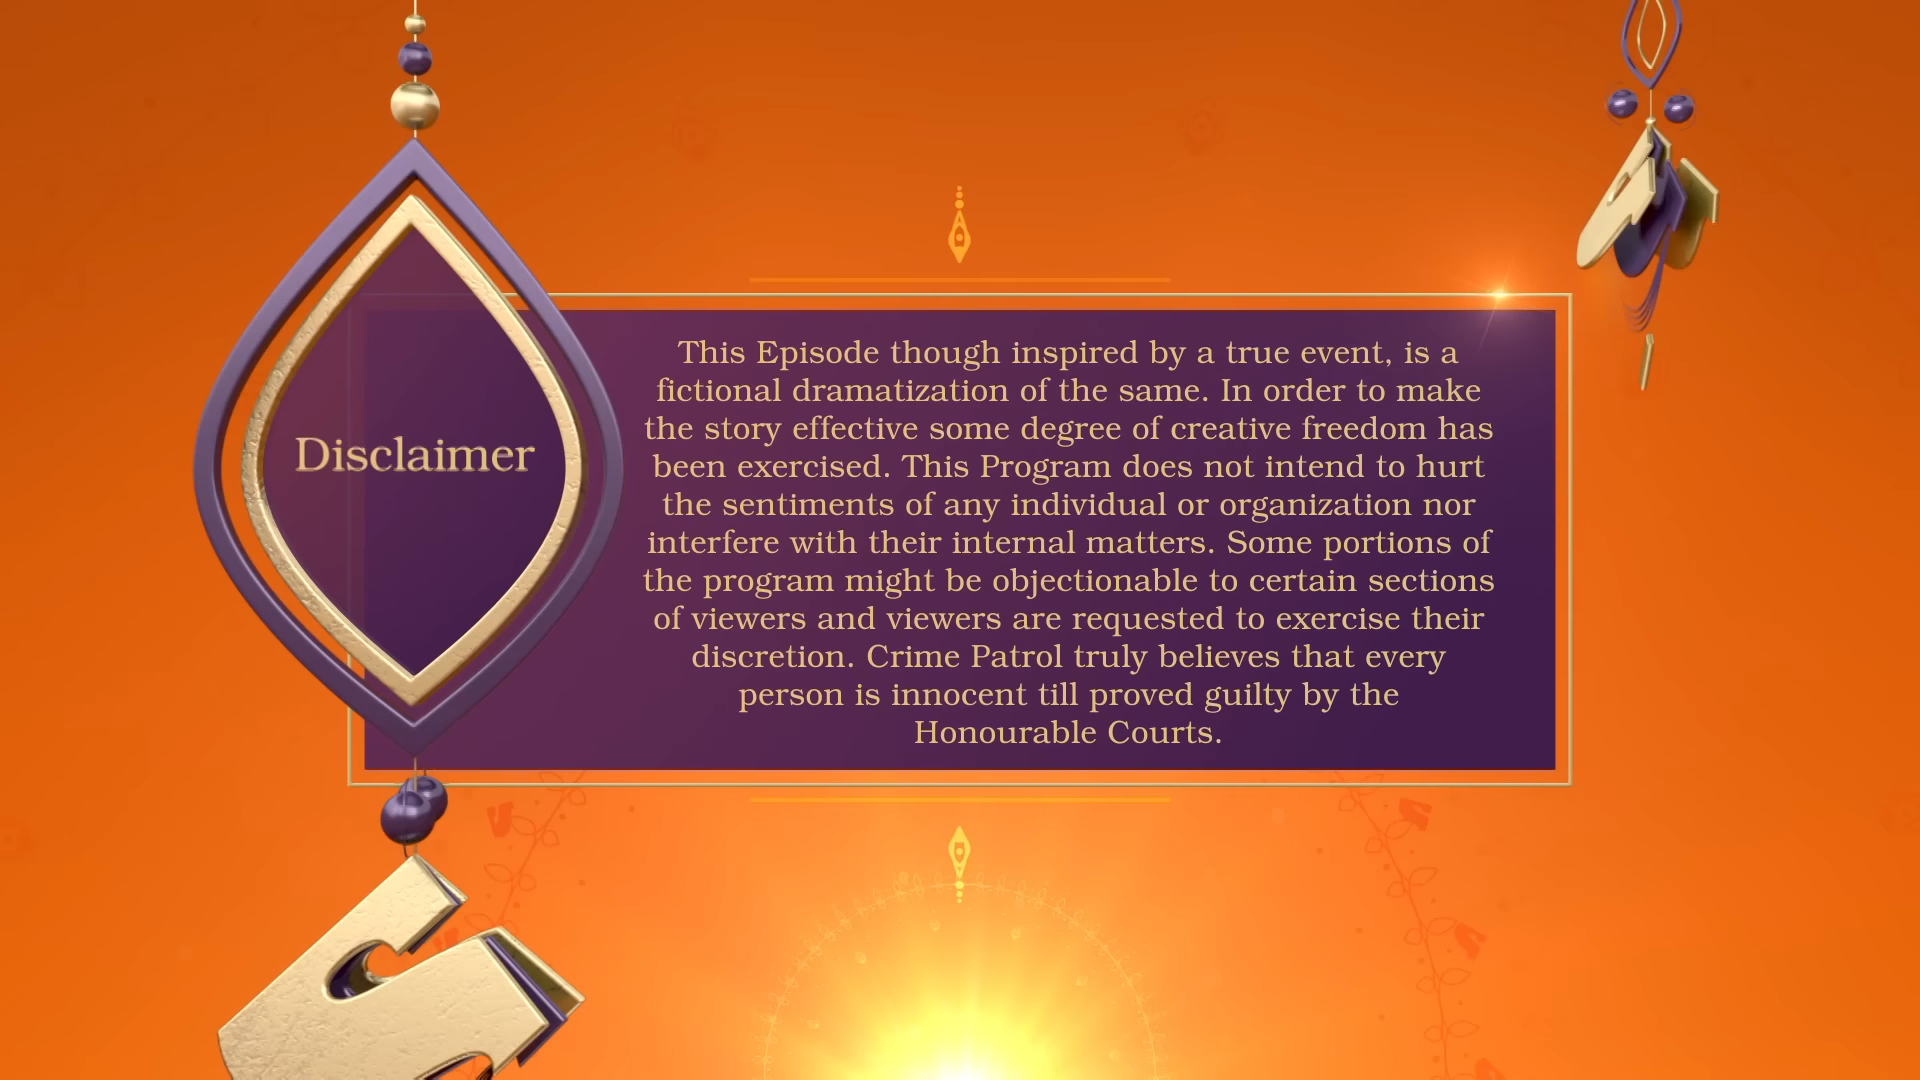 Disclaimer
This Episode though inspired by a true event, is a
fictional dramatization of the same. In order to make
the story effective some degree of creative freedom has
been exercised. This Program does not intend to hurt
the sentiments of any individual or organization nor
interfere with their internal matters. Some portions of
the program might be objectionable to certain sections
of viewers and viewers are requested to exercise their
discretion. Crime Patrol truly believes that every
person is innocent till proved guilty by the
Honourable Courts.